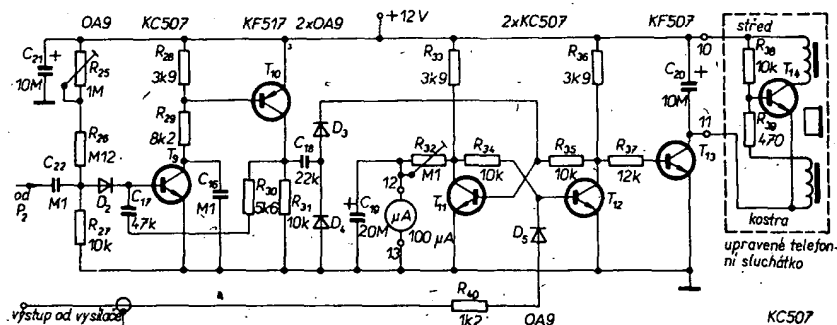 OA9 KC507 KF517 2xOA9 +12V 2xKC507 KF507
C21 + 10M
R25 1M
R28 3k9
T10
R33 3k9
R36 3k9
C20 + 10M
10
střed
R38 10k
T14
R29 8k2
D3
R26 M12
T9
C18 22k
12
R32 M1
R34 10k
R35 10k
R37 12k
T13
11
R39 470
C22 M1
od P2
D2
C17 47k
C16 M1
R30 5k6
R31 10k
D4
+ C19 20M
µA 100 µA
13
T11
T12
D5
R27 10k
kostra
upravené telefon-
ní sluchátko
výstup od vysílače
R40 1k2
OA9
KC507